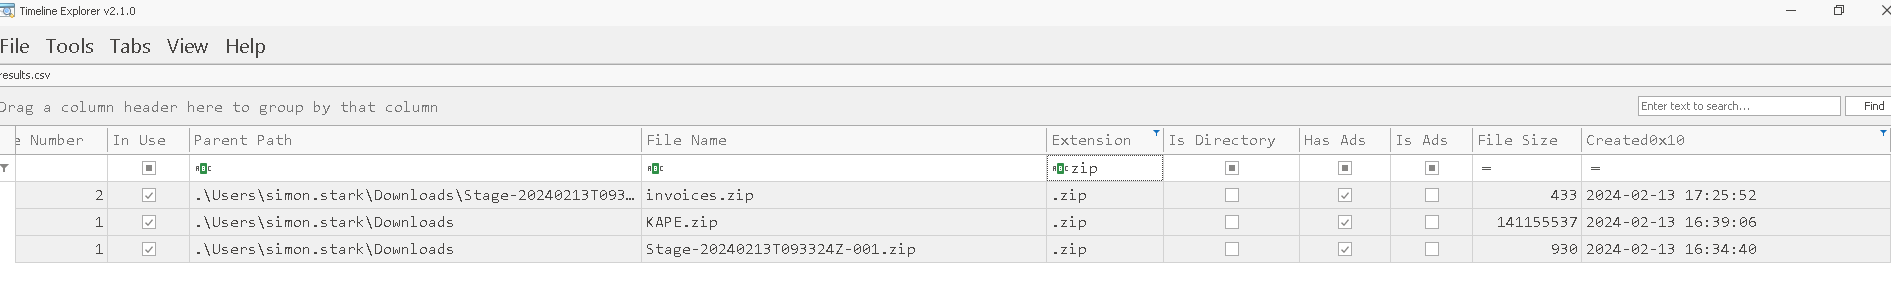 Timeline Explorer v2.1.0
File Tools Tabs View Help
results.csv
Drag a column header here to group by that column
Enter text to search... Find
e Number In Use Parent Path File Name Extension Is Directory Has Ads Is Ads File Size Created0x10
ABC ABC ABC zip = =
2 .\Users\simon.stark\Downloads\Stage-20240213T093... invoices.zip .zip 433 2024-02-13 17:25:52
1 .\Users\simon.stark\Downloads KAPE.zip .zip 141155537 2024-02-13 16:39:06
1 .\Users\simon.stark\Downloads Stage-20240213T093324Z-001.zip .zip 930 2024-02-13 16:34:40